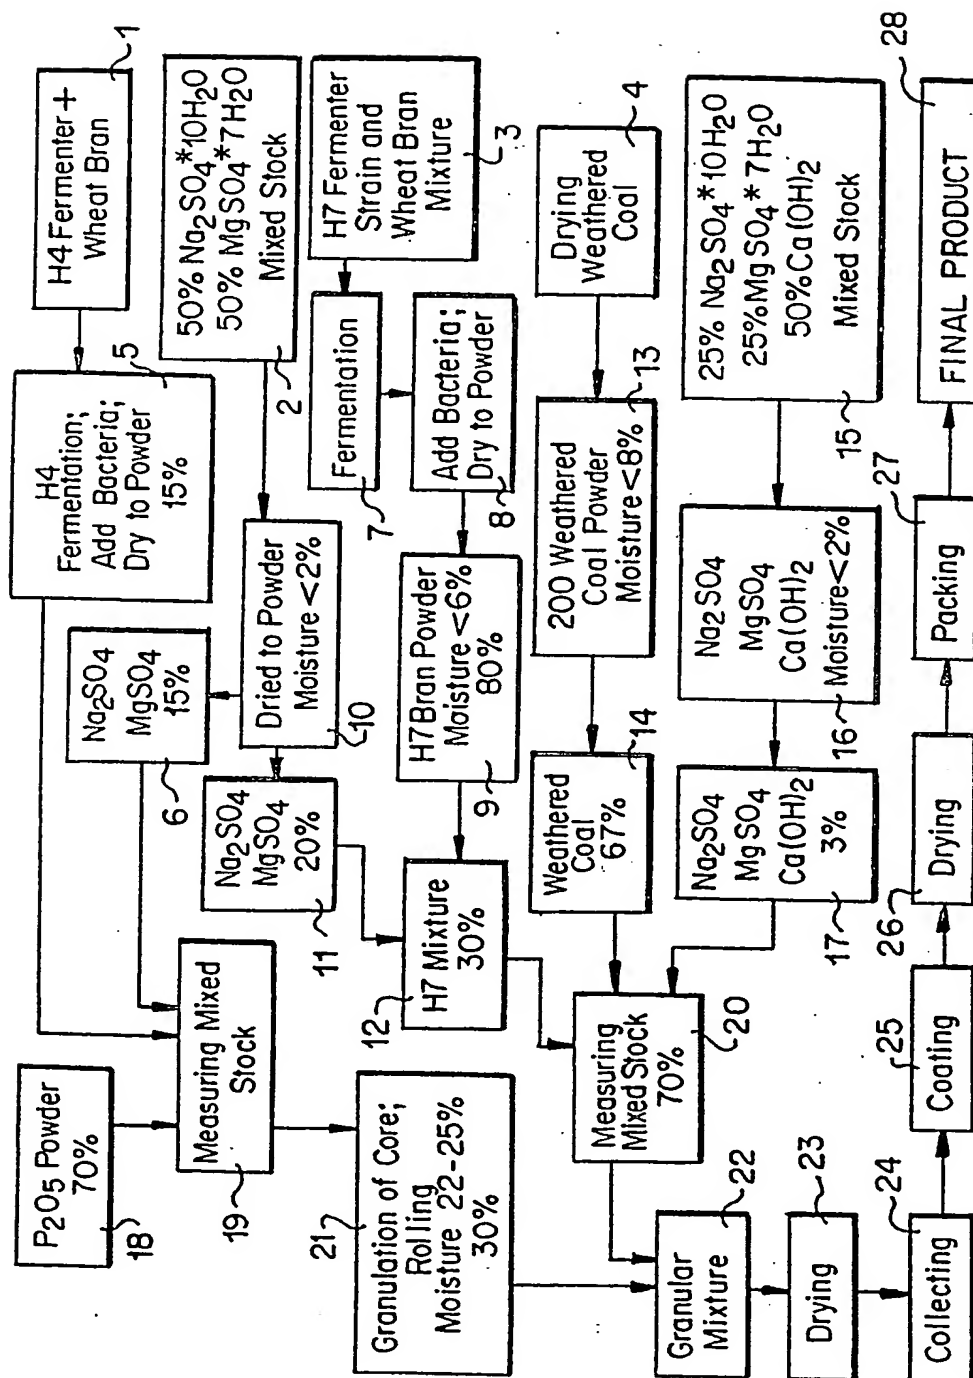 H4 Fermenter +
Wheat Bran
1
50% Na2SO4*10H2O
50% MgSO4*7H2O
Mixed Stock
2
H7 Fermenter
Strain and
Wheat Bran
Mixture
3
Drying
Weathered
Coal
4
25% Na2SO4*10H2O
25% MgSO4*7H2O
50% Ca(OH)2
Mixed Stock
15
FINAL PRODUCT
28
H4
Fermentation;
Add Bacteria;
Dry to Powder
15%
5
Fermentation
7
Add Bacteria;
Dry to Powder
8
200 Weathered
Coal Powder
Moisture <8%
13
Na2SO4
MgSO4
15%
6
Dried to Powder
Moisture <2%
10
H7 Bran Powder
Moisture <6%
80%
9
Na2SO4
MgSO4
Ca(OH)2
Moisture <2%
16
Packing
27
Na2SO4
MgSO4
20%
11
Weathered
Coal
67%
14
Na2SO4
MgSO4
Ca(OH)2
3%
17
Drying
26
P2O5 Powder
70%
18
Measuring Mixed
Stock
19
H7 Mixture
30%
12
Measuring
Mixed Stock
70%
20
Coating
25
Granulation of Core;
Rolling
Moisture 22-25%
30%
21
Granular
Mixture
22
Drying
23
Collecting
24